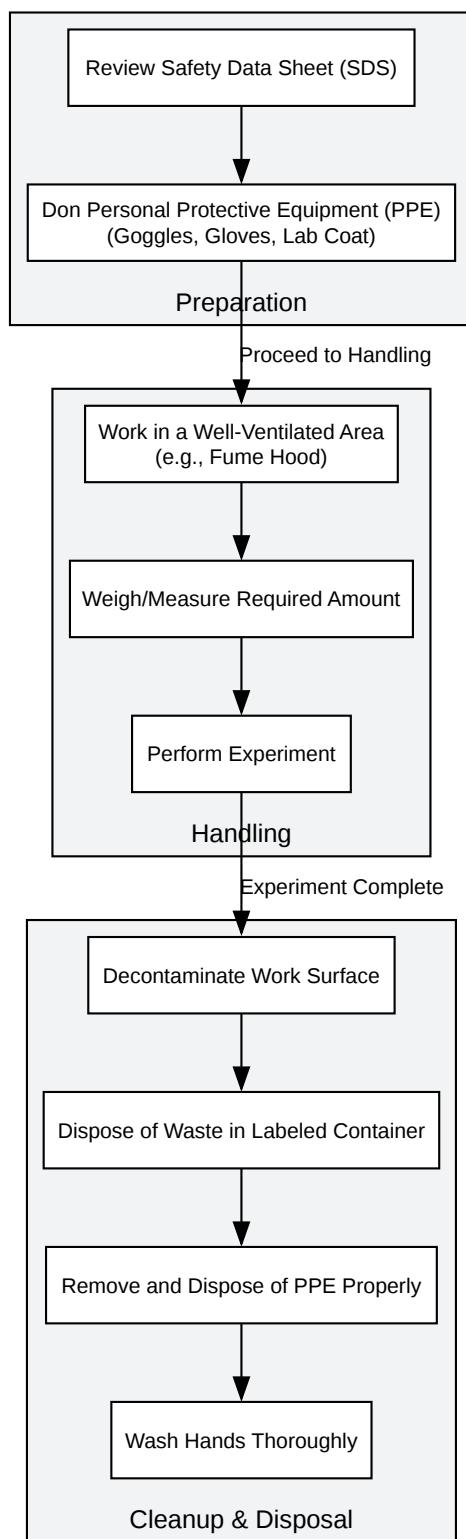 Review Safety Data Sheet (SDS)
Don Personal Protective Equipment (PPE)
(Goggles, Gloves, Lab Coat)
Preparation
Proceed to Handling
Work in a Well-Ventilated Area
(e.g., Fume Hood)
Weigh/Measure Required Amount
Perform Experiment
Handling
Experiment Complete
Decontaminate Work Surface
Dispose of Waste in Labeled Container
Remove and Dispose of PPE Properly
Wash Hands Thoroughly
Cleanup & Disposal